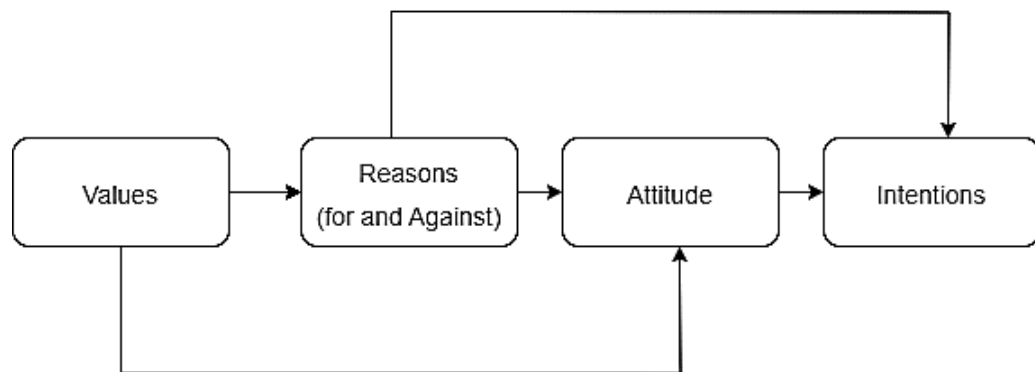 Values
Reasons
(for and Against)
Attitude
Intentions